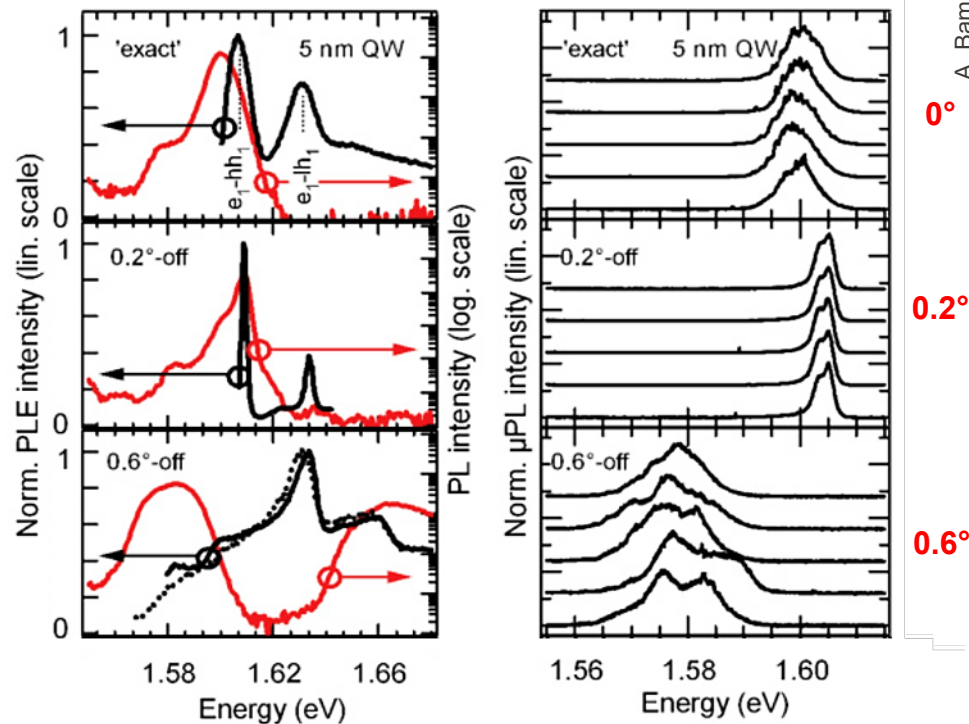 Norm. PLE intensity (lin. scale)
1
'exact'
5 nm QW
e1-hh1
e1-lh1
0
1
0.2°-off
0
1
0.6°-off
0
1.58
1.62
1.66
Energy (eV)
PL intensity (log. scale)
Norm. µPL intensity (lin. scale)
'exact'
5 nm QW
0.2°-off
0.6°-off
1.56
1.58
1.60
Energy (eV)
0°
0.2°
0.6°
A. Bam